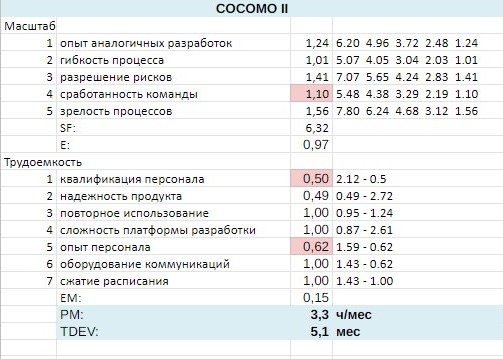 COCOMO II
Масштаб
1 опыт аналогичных разработок 1,24 6.20 4.96 3.72 2.48 1.24
2 гибкость процесса 1,01 5.07 4.05 3.04 2.03 1.01
3 разрешение рисков 1,41 7.07 5.65 4.24 2.83 1.41
4 сработанность команды 1,10 5.48 4.38 3.29 2.19 1.10
5 зрелость процессов 1,56 7.80 6.24 4.68 3.12 1.56
SF: 6,32
E: 0,97
Трудоемкость
1 квалификация персонала 0,50 2.12 - 0.5
2 надежность продукта 0,49 0.49 - 2.72
3 повторное использование 1,00 0.95 - 1.24
4 сложность платформы разработки 1,00 0.87 - 2.61
5 опыт персонала 0,62 1.59 - 0.62
6 оборудование коммуникаций 1,00 1.43 - 0.62
7 сжатие расписания 1,00 1.43 - 1.00
EM: 0,15
PM: 3,3 ч/мес
TDEV: 5,1 мес